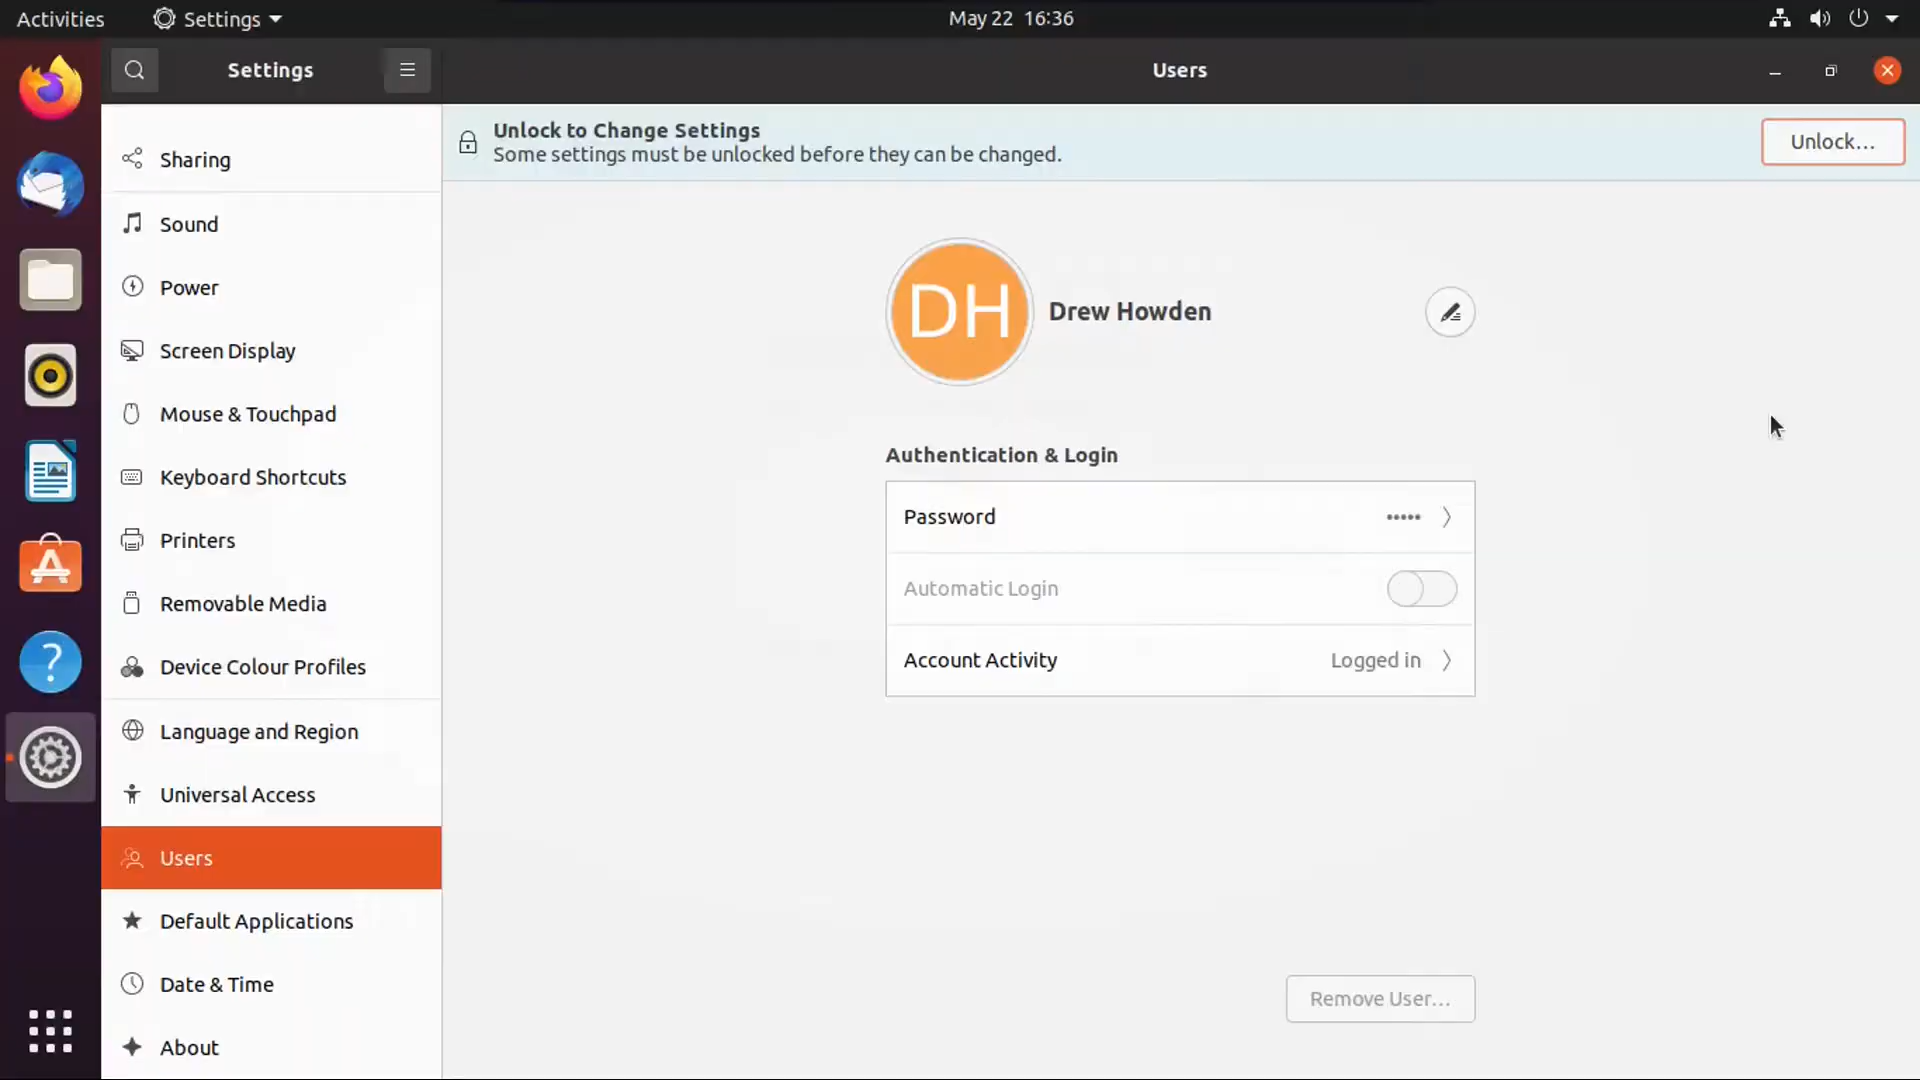 Activities
Settings
May 22 16:36
Settings
Users
Sharing
Sound
Power
Screen Display
Mouse & Touchpad
Keyboard Shortcuts
Printers
Removable Media
Device Colour Profiles
Language and Region
Universal Access
Users
Default Applications
Date & Time
About
Unlock to Change Settings
Some settings must be unlocked before they can be changed.
Unlock...
DH
Drew Howden
Authentication & Login
Password •••••
Automatic Login
Account Activity Logged in
Remove User...